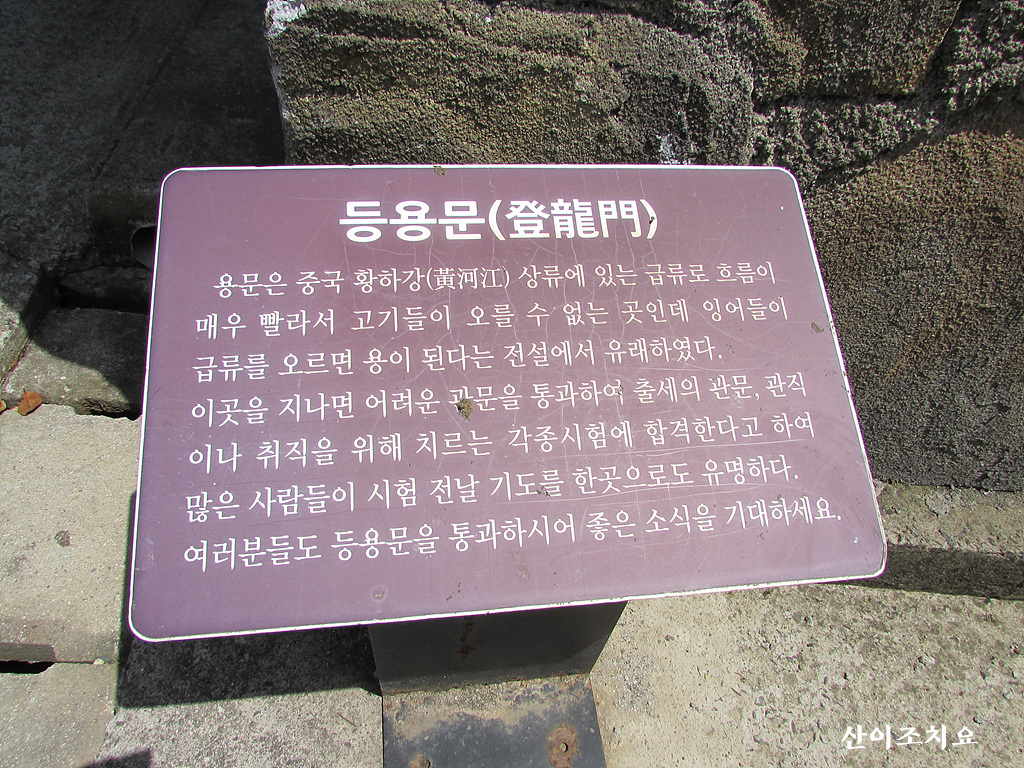 등용문(登龍門)
용문은 중국 황하강(黃河江) 상류에 있는 급류로 흐름이
매우 빨라서 고기들이 오를 수 없는 곳인데 잉어들이
급류를 오르면 용이 된다는 전설에서 유래하였다.
이곳을 지나면 어려운 관문을 통과하여 출세의 관문, 관직
이나 취직을 위해 치르는 각종시험에 합격한다고 하여
많은 사람들이 시험 전날 기도를 한곳으로도 유명하다.
여러분들도 등용문을 통과하시어 좋은 소식을 기대하세요.
산이조치요